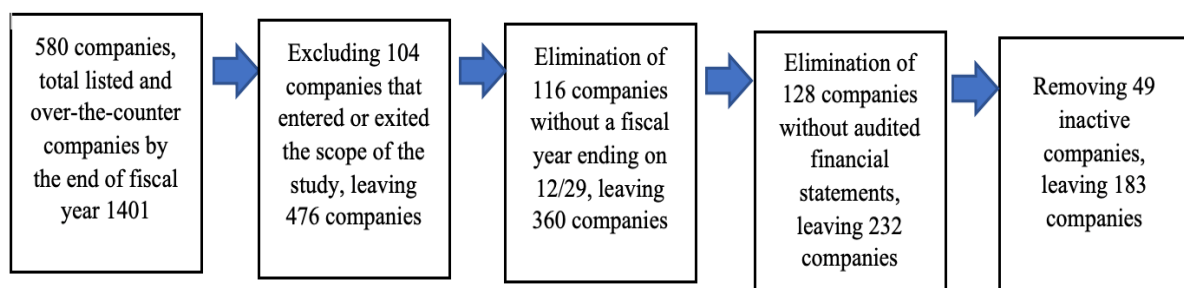 580 companies,
total listed and
over-the-counter
companies by
the end of fiscal
year 1401
Excluding 104
companies that
entered or exited
the scope of the
study, leaving
476 companies
Elimination of
116 companies
without a fiscal
year ending on
12/29, leaving
360 companies
Elimination of
128 companies
without audited
financial
statements,
leaving 232
companies
Removing 49
inactive
companies,
leaving 183
companies